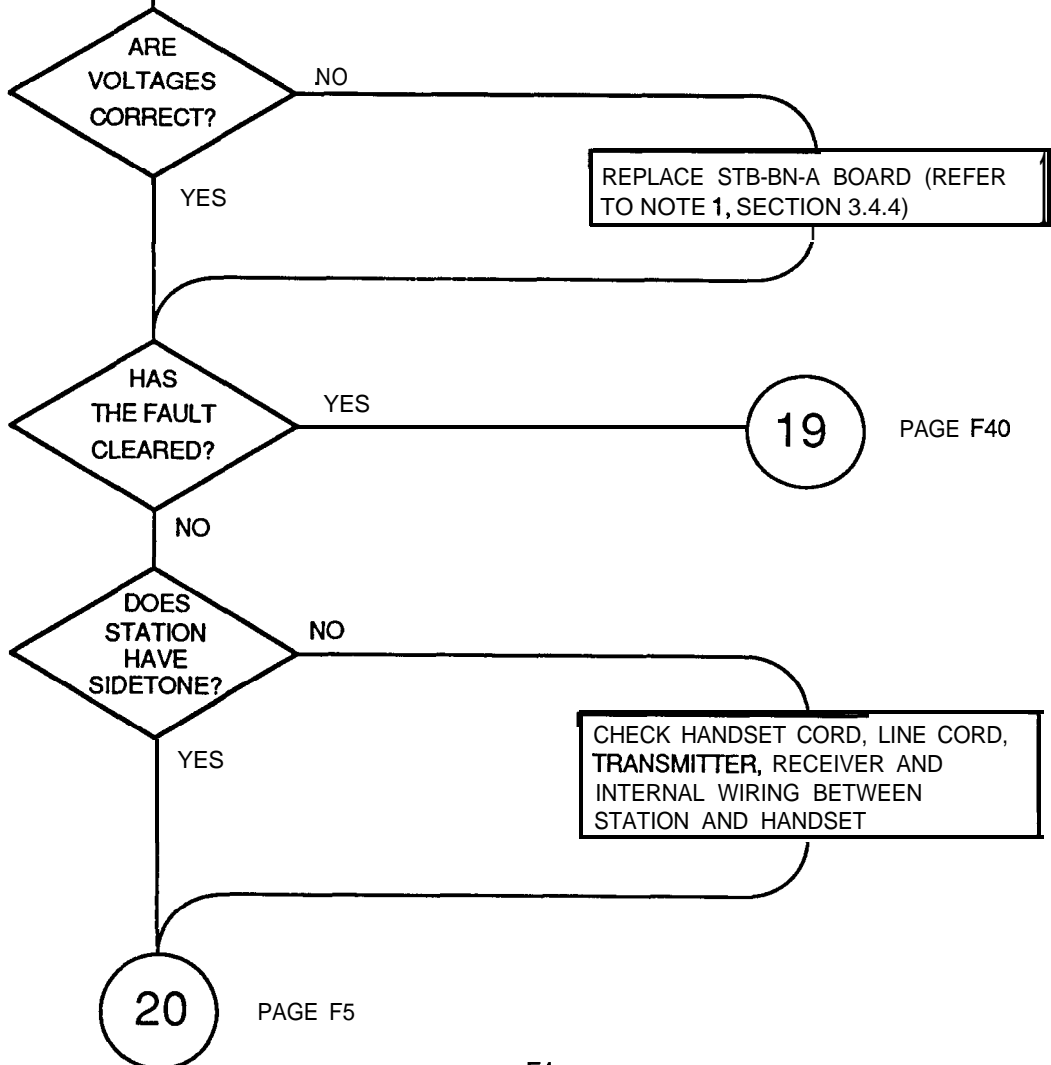 ARE
VOLTAGES
CORRECT?
NO
YES
REPLACE STB-BN-A BOARD (REFER
TO NOTE 1, SECTION 3.4.4)
HAS
THE FAULT
CLEARED?
YES
19
PAGE F40
NO
DOES
STATION
HAVE
SIDETONE?
NO
YES
CHECK HANDSET CORD, LINE CORD,
TRANSMITTER, RECEIVER AND
INTERNAL WIRING BETWEEN
STATION AND HANDSET
20
PAGE F5